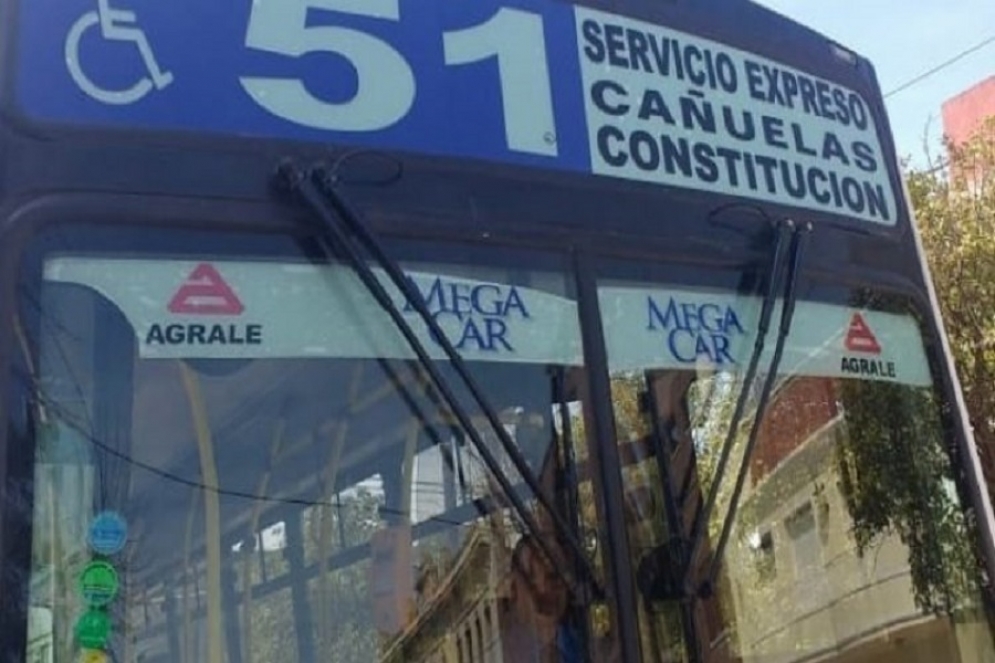 51
SERVICIO EXPRESO
CAÑUELAS
CONSTITUCION
AGRALE
MEGA
CAR
MEGA
CAR
AGRALE